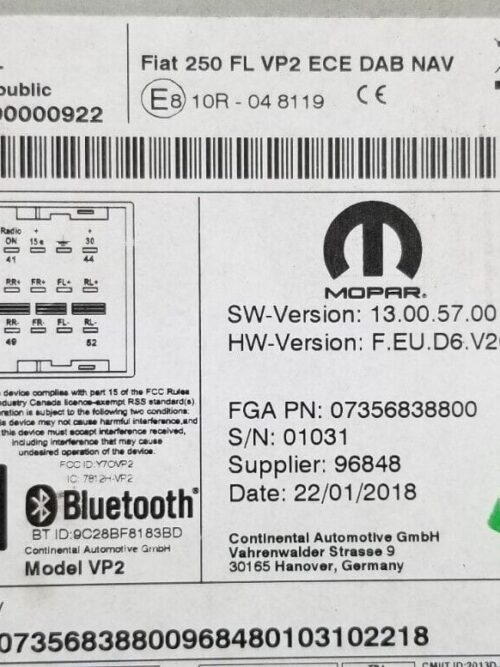 Fiat 250 FL VP2 ECE DAB NAV
public
00000922
E8 10R - 04 8119 CE
Radio + +
ON 15e 30
41 44
RR+ FR+ FL+ RL+
RR- FR- FL- RL-
49 52
MOPAR®
SW-Version: 13.00.57.00
HW-Version: F.EU.D6.V2
device complies with part 15 of the FCC Rules
Industry Canada licence-exempt RSS standard(s)
eration is subject to the following two conditions:
device may not cause harmful interference,and
this device must accept interference received,
including interference that may cause
undesired operation of the device.
FCC ID:Y7OVP2
IC: 7812H-VP2
Bluetooth®
BT ID:9C28BF8183BD
Continental Automotive GmbH
Model VP2
FGA PN: 07356838800
S/N: 01031
Supplier: 96848
Date: 22/01/2018
Continental Automotive GmbH
Vahrenwalder Strasse 9
30165 Hanover, Germany
07356838800968480103102218